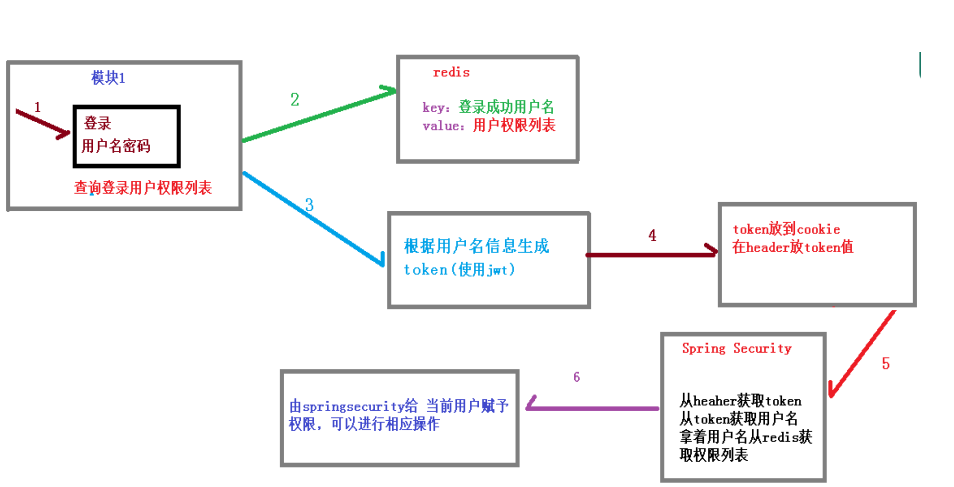 模块1
1
登录
用户名密码
查询登录用户权限列表
2
redis
key: 登录成功用户名
value: 用户权限列表
3
根据用户名信息生成
token(使用jwt)
4
token放到cookie
在header放token值
5
Spring Security
从heaher获取token
从token获取用户名
拿着用户名从redis获
取权限列表
6
由springsecurity给 当前用户赋予
权限，可以进行相应操作